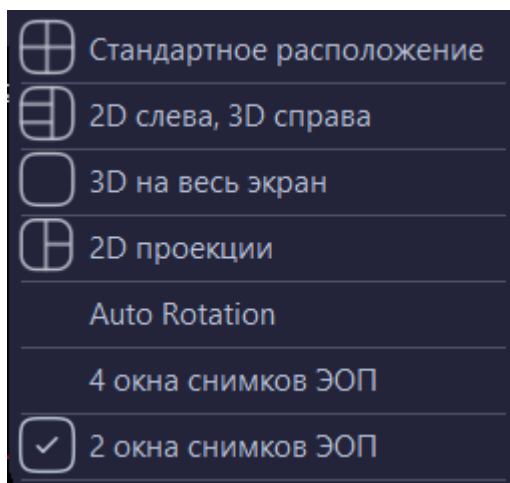 Стандартное расположение
2D слева, 3D справа
3D на весь экран
2D проекции
Auto Rotation
4 окна снимков ЭОП
2 окна снимков ЭОП